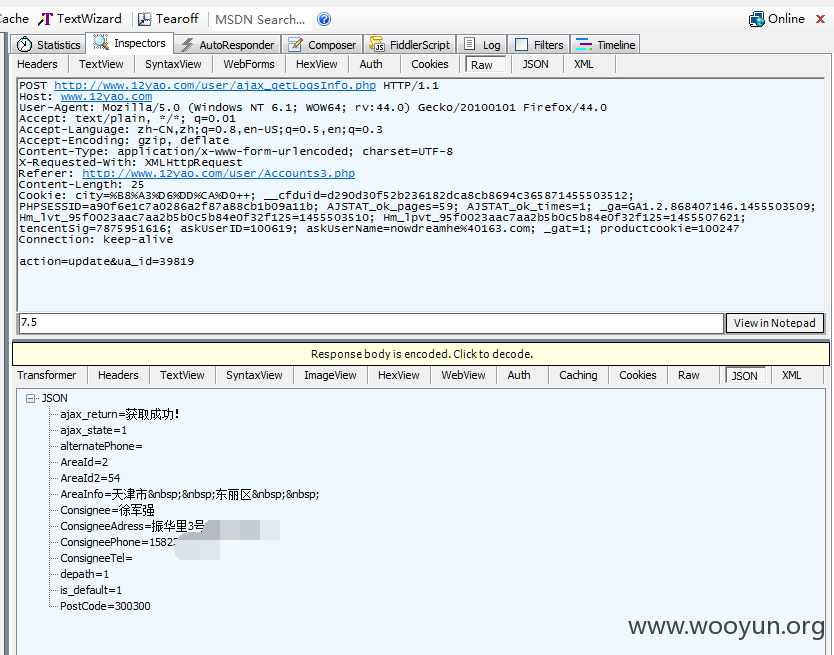 Cache TextWizard Tearoff MSDN Search... Online
Statistics Inspectors AutoResponder Composer FiddlerScript Log Filters Timeline
Headers TextView SyntaxView WebForms HexView Auth Cookies Raw JSON XML
POST http://www.12yao.com/user/ajax_getLogsInfo.php HTTP/1.1
Host: www.12yao.com
User-Agent: Mozilla/5.0 (Windows NT 6.1; WOW64; rv:44.0) Gecko/20100101 Firefox/44.0
Accept: text/plain, */*; q=0.01
Accept-Language: zh-CN,zh;q=0.8,en-US;q=0.5,en;q=0.3
Accept-Encoding: gzip, deflate
Content-Type: application/x-www-form-urlencoded; charset=UTF-8
X-Requested-With: XMLHttpRequest
Referer: http://www.12yao.com/user/Accounts3.php
Content-Length: 25
Cookie: city=%B8%A3%D6%DD%CA%D0++; __cfduid=d290d30f52b236182dca8cb8694c365871455503512;
PHPSESSID=a90f6e1c7a0286a2f87a88cb1b09a11b; AJSTAT_ok_pages=59; AJSTAT_ok_times=1; _ga=GA1.2.868407146.1455503509;
Hm_lvt_95f0023aac7aa2b5b0c5b84e0f32f125=1455503510; Hm_lpvt_95f0023aac7aa2b5b0c5b84e0f32f125=1455507621;
tencentSig=7875951616; askUserID=100619; askUserName=nowdreamhe%40163.com; _gat=1; productcookie=100247
Connection: keep-alive
action=update&ua_id=39819
7.5 View in Notepad
Response body is encoded. Click to decode.
Transformer Headers TextView SyntaxView ImageView HexView WebView Auth Caching Cookies Raw JSON XML
JSON
ajax_return=获取成功！
ajax_state=1
alternatePhone=
AreaId=2
AreaId2=54
AreaInfo=天津市&nbsp;&nbsp;东丽区&nbsp;&nbsp;
Consignee=徐军强
ConsigneeAdress=振华里3号
ConsigneePhone=1582
ConsigneeTel=
depath=1
is_default=1
PostCode=300300
www.wooyun.org